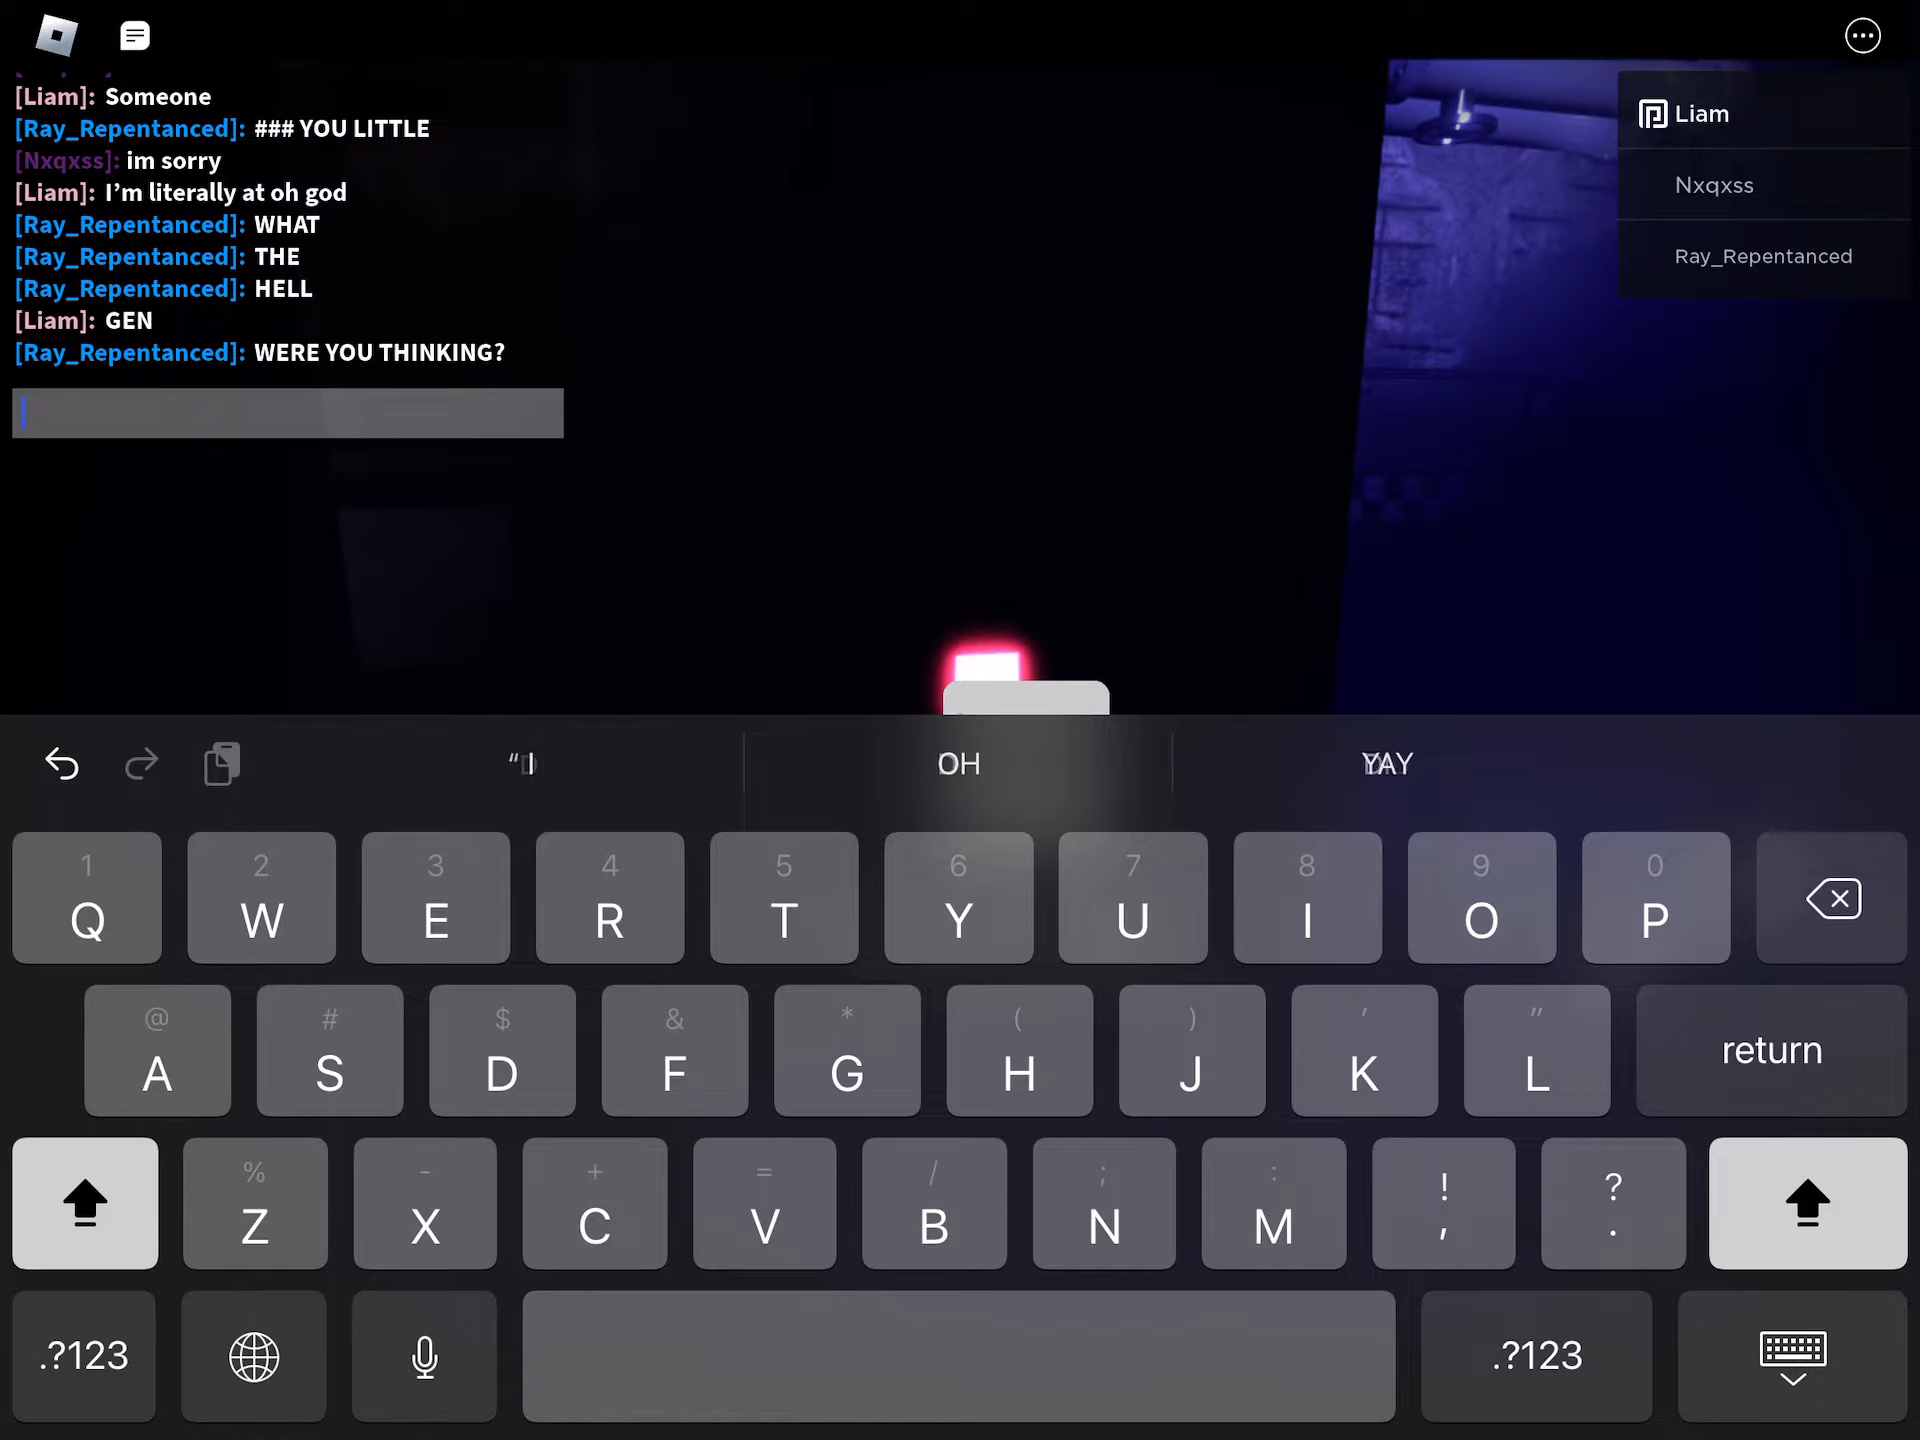 [Liam]: Someone
[Ray_Repentanced]: ### YOU LITTLE
[Nxqxss]: im sorry
[Liam]: I’m literally at oh god
[Ray_Repentanced]: WHAT
[Ray_Repentanced]: THE
[Ray_Repentanced]: HELL
[Liam]: GEN
[Ray_Repentanced]: WERE YOU THINKING?
Liam
Nxqxss
Ray_Repentanced
“I OH YAY
1 2 3 4 5 6 7 8 9 0
Q W E R T Y U I O P
@ # $ & * ( ) ' "
A S D F G H J K L return
% - + = / ; : ! ?
Z X C V B N M , .
.?123 .?123